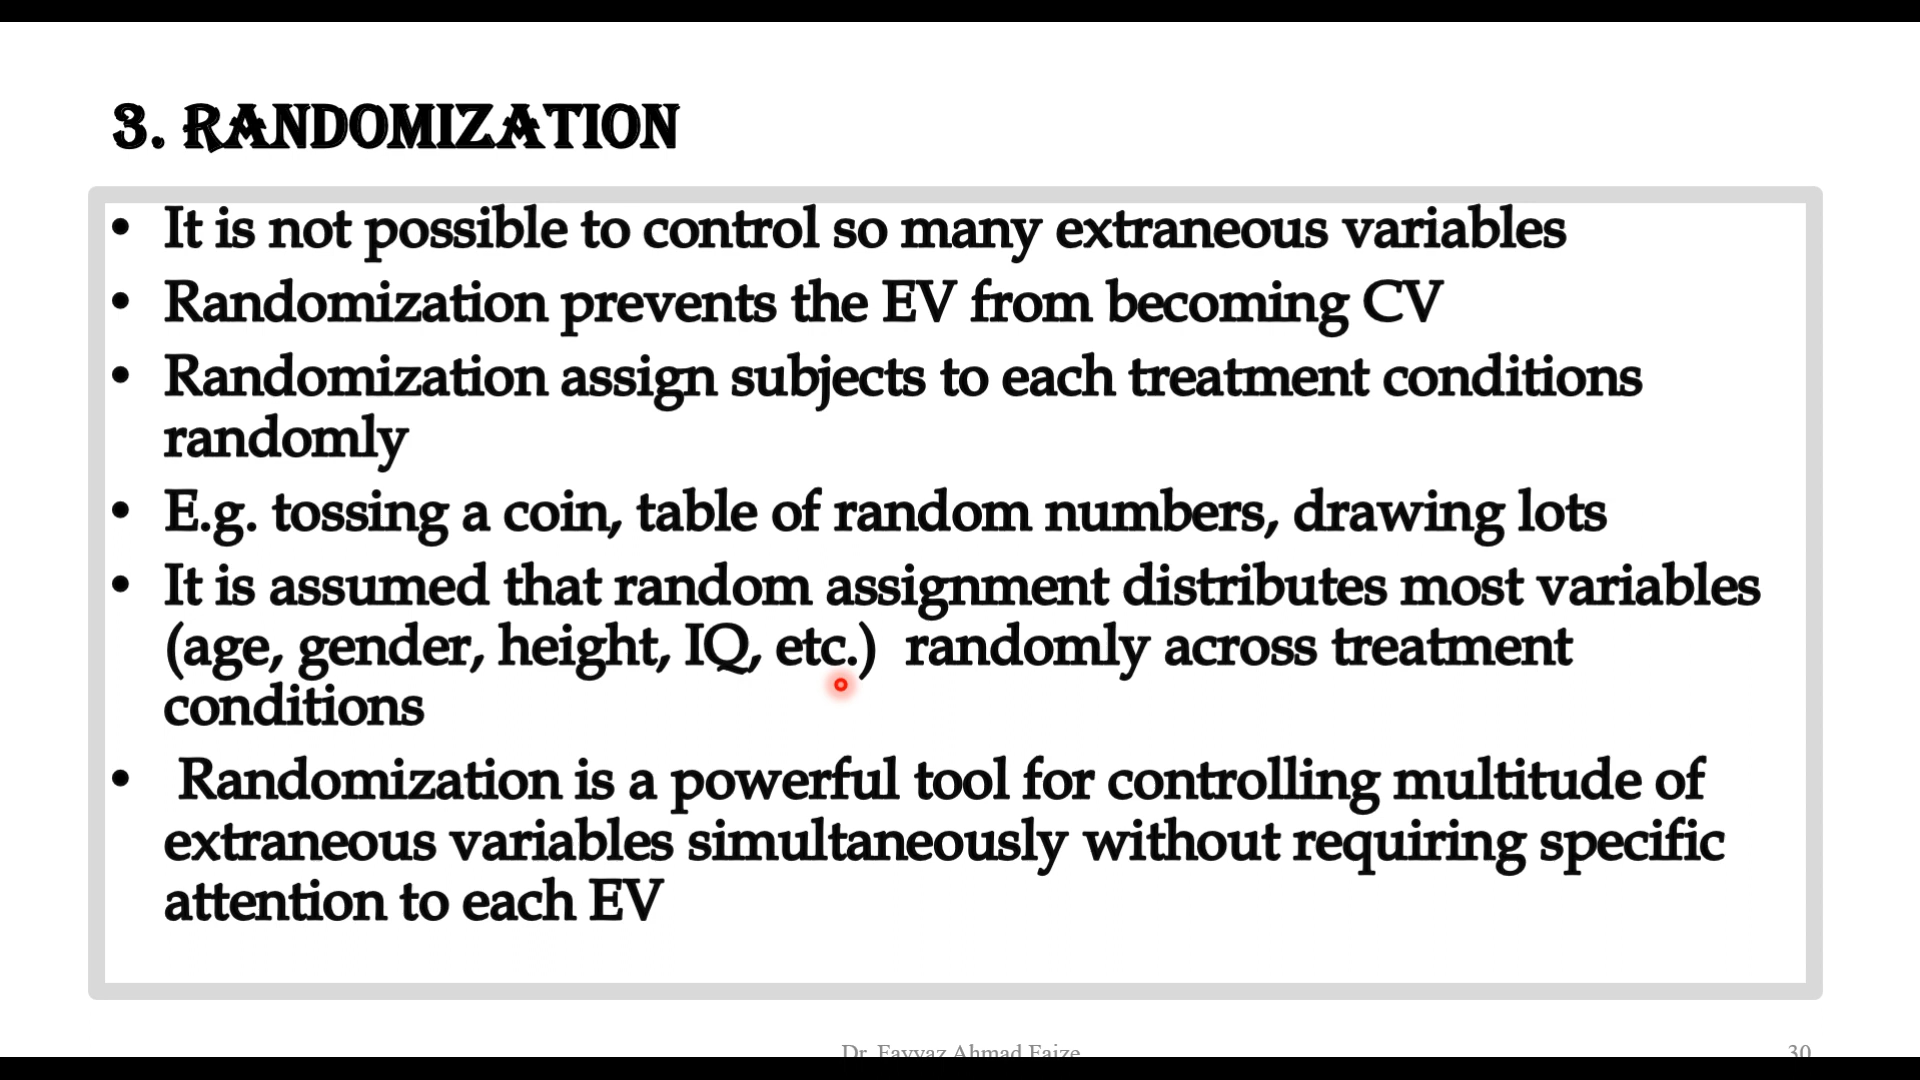 3. RANDOMIZATION
• It is not possible to control so many extraneous variables
• Randomization prevents the EV from becoming CV
• Randomization assign subjects to each treatment conditions
randomly
• E.g. tossing a coin, table of random numbers, drawing lots
• It is assumed that random assignment distributes most variables
(age, gender, height, IQ, etc.) randomly across treatment
conditions
• Randomization is a powerful tool for controlling multitude of
extraneous variables simultaneously without requiring specific
attention to each EV
Dr. Fayyaz Ahmad Faize
30